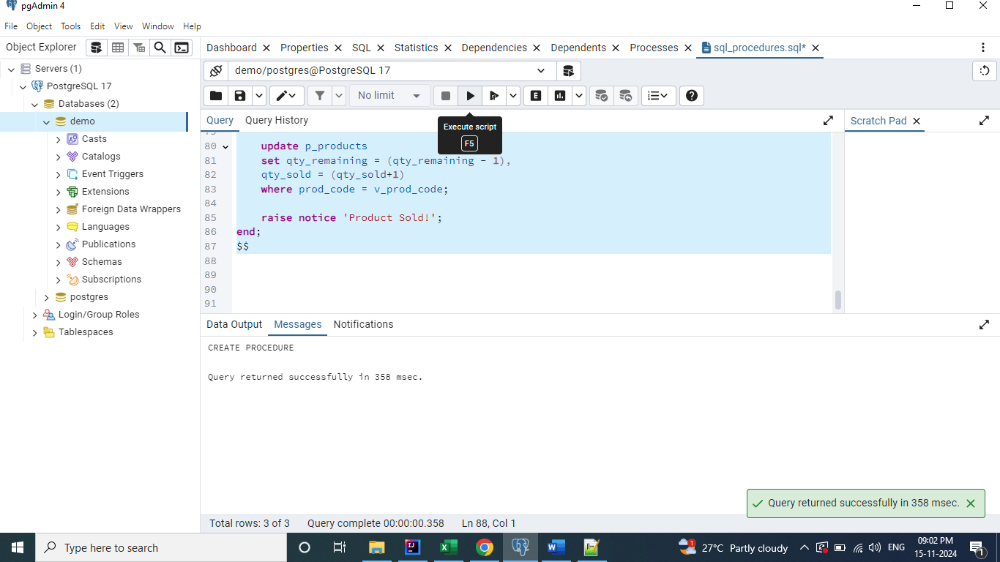 pgAdmin 4
File Object Tools Edit View Window Help
Object Explorer
Dashboard Properties SQL Statistics Dependencies Dependents Processes sql_procedures.sql*
Servers (1)
PostgreSQL 17
Databases (2)
demo
Casts
Catalogs
Event Triggers
Extensions
Foreign Data Wrappers
Languages
Publications
Schemas
Subscriptions
postgres
Login/Group Roles
Tablespaces
demo/postgres@PostgreSQL 17
No limit
E
Query Query History
Execute script
F5
Scratch Pad
80 update p_products
81 set qty_remaining = (qty_remaining - 1),
82 qty_sold = (qty_sold+1)
83 where prod_code = v_prod_code;
84
85 raise notice 'Product Sold!';
86 end;
87 $$
88
89
90
91
Data Output Messages Notifications
CREATE PROCEDURE
Query returned successfully in 358 msec.
Query returned successfully in 358 msec.
Total rows: 3 of 3 Query complete 00:00:00.358 Ln 88, Col 1
Type here to search
1 27°C Partly cloudy ENG
09:02 PM
15-11-2024
1